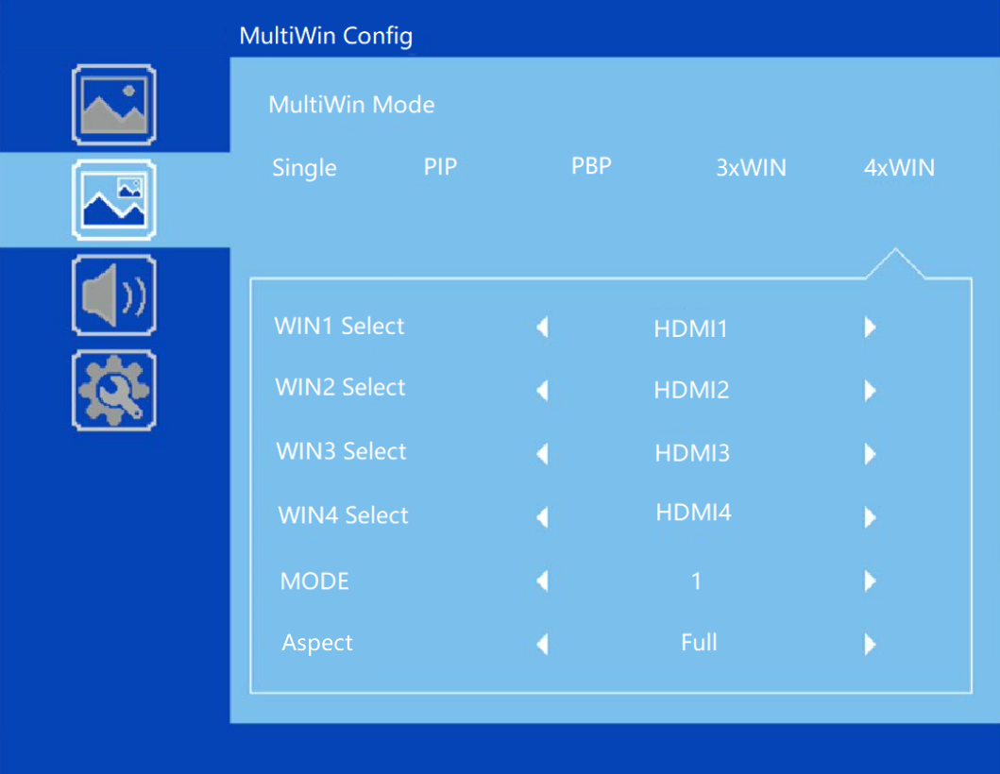 MultiWin Config
MultiWin Mode
Single PIP PBP 3xWIN 4xWIN
WIN1 Select HDMI1
WIN2 Select HDMI2
WIN3 Select HDMI3
WIN4 Select HDMI4
MODE 1
Aspect Full